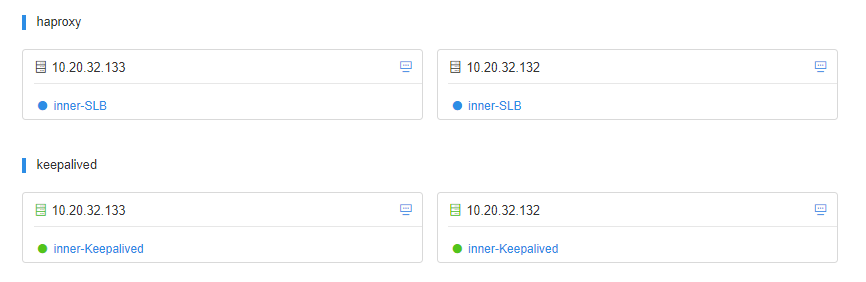 haproxy
10.20.32.133
10.20.32.132
inner-SLB
inner-SLB
keepalived
10.20.32.133
10.20.32.132
inner-Keepalived
inner-Keepalived